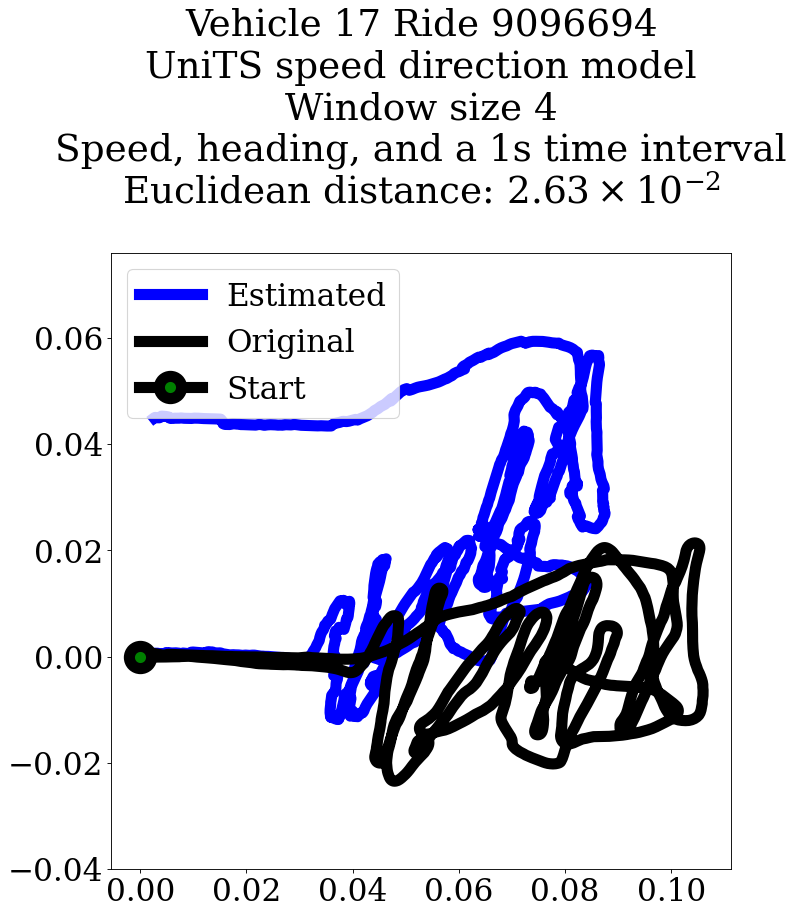 Vehicle 17 Ride 9096694
UniTS speed direction model
Window size 4
Speed, heading, and a 1s time interval
Euclidean distance: 2.63 × 10⁻²
Estimated
Original
Start
0.06
0.04
0.02
0.00
−0.02
−0.04
0.00 0.02 0.04 0.06 0.08 0.10